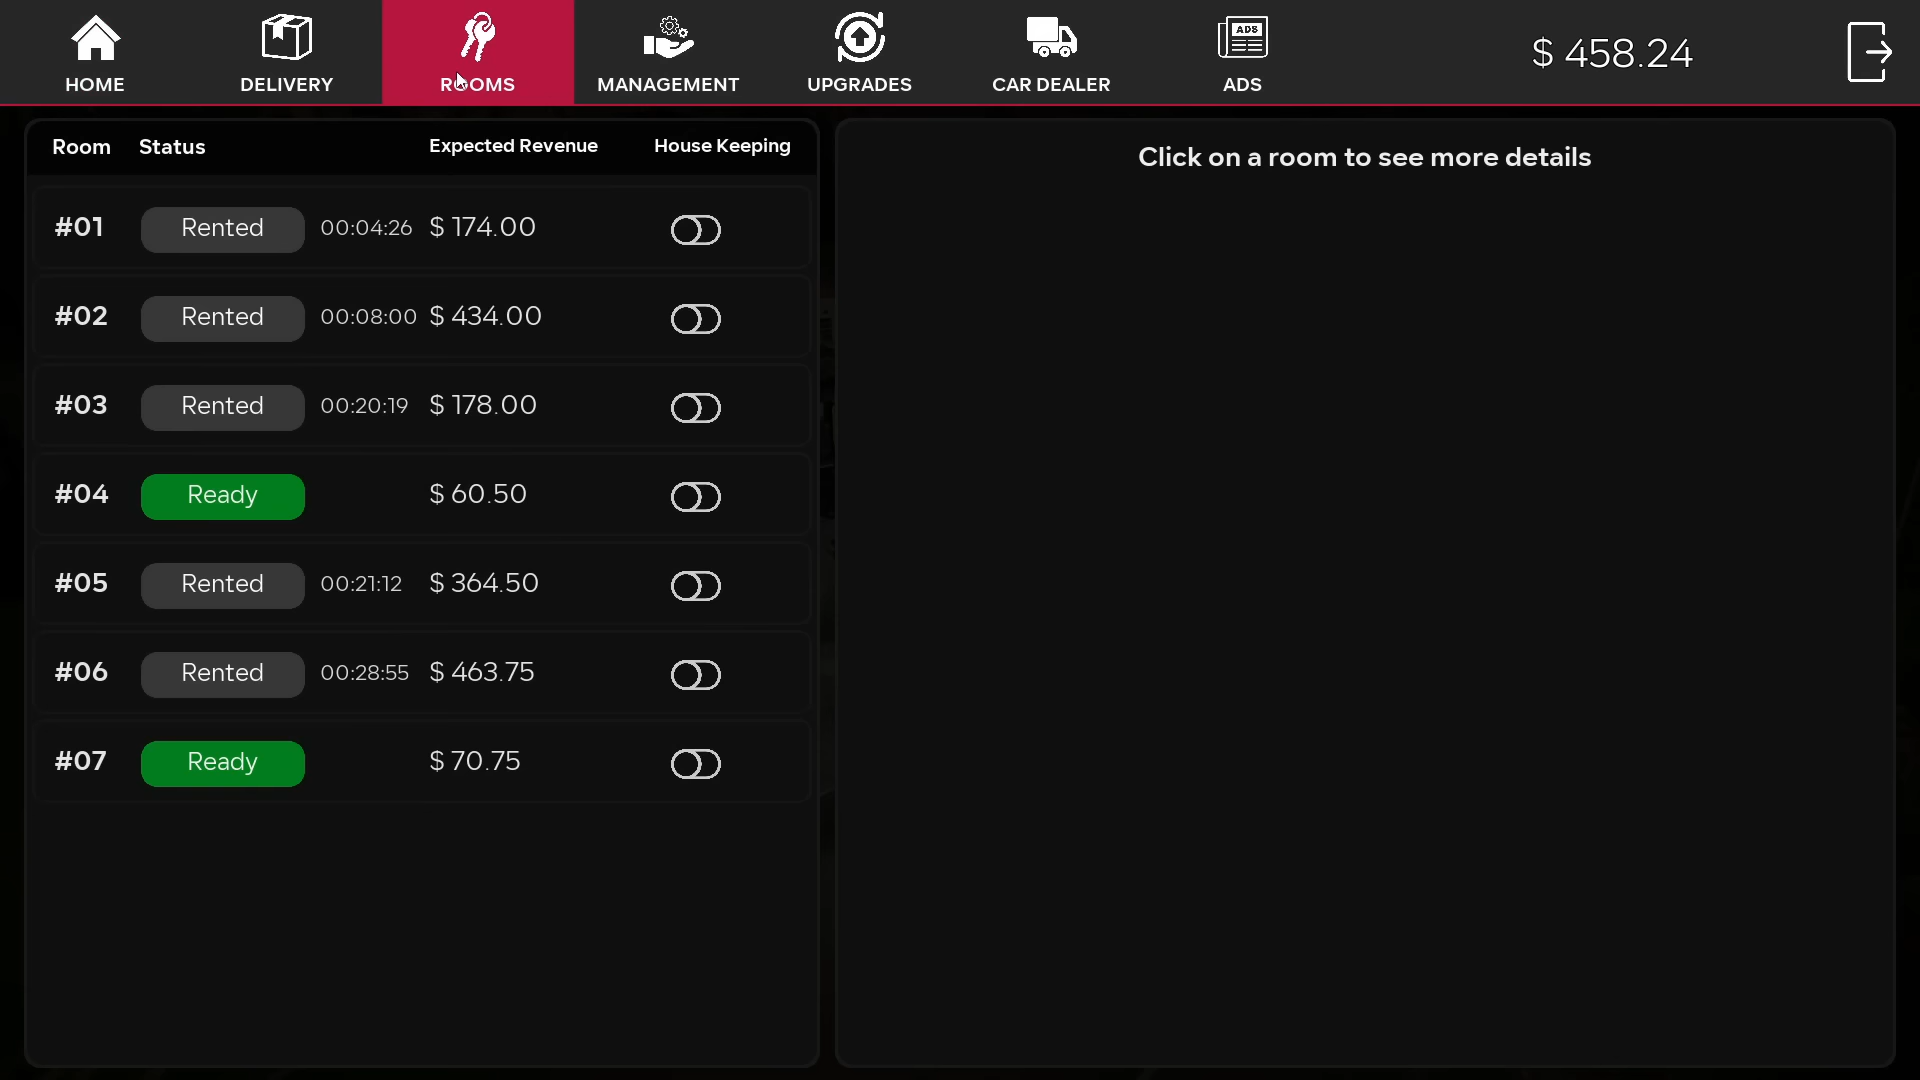 HOME
DELIVERY
ROOMS
MANAGEMENT
UPGRADES
CAR DEALER
ADS
ADS
$ 458.24
Room Status Expected Revenue House Keeping
#01 Rented 00:04:26 $ 174.00
#02 Rented 00:08:00 $ 434.00
#03 Rented 00:20:19 $ 178.00
#04 Ready $ 60.50
#05 Rented 00:21:12 $ 364.50
#06 Rented 00:28:55 $ 463.75
#07 Ready $ 70.75
Click on a room to see more details